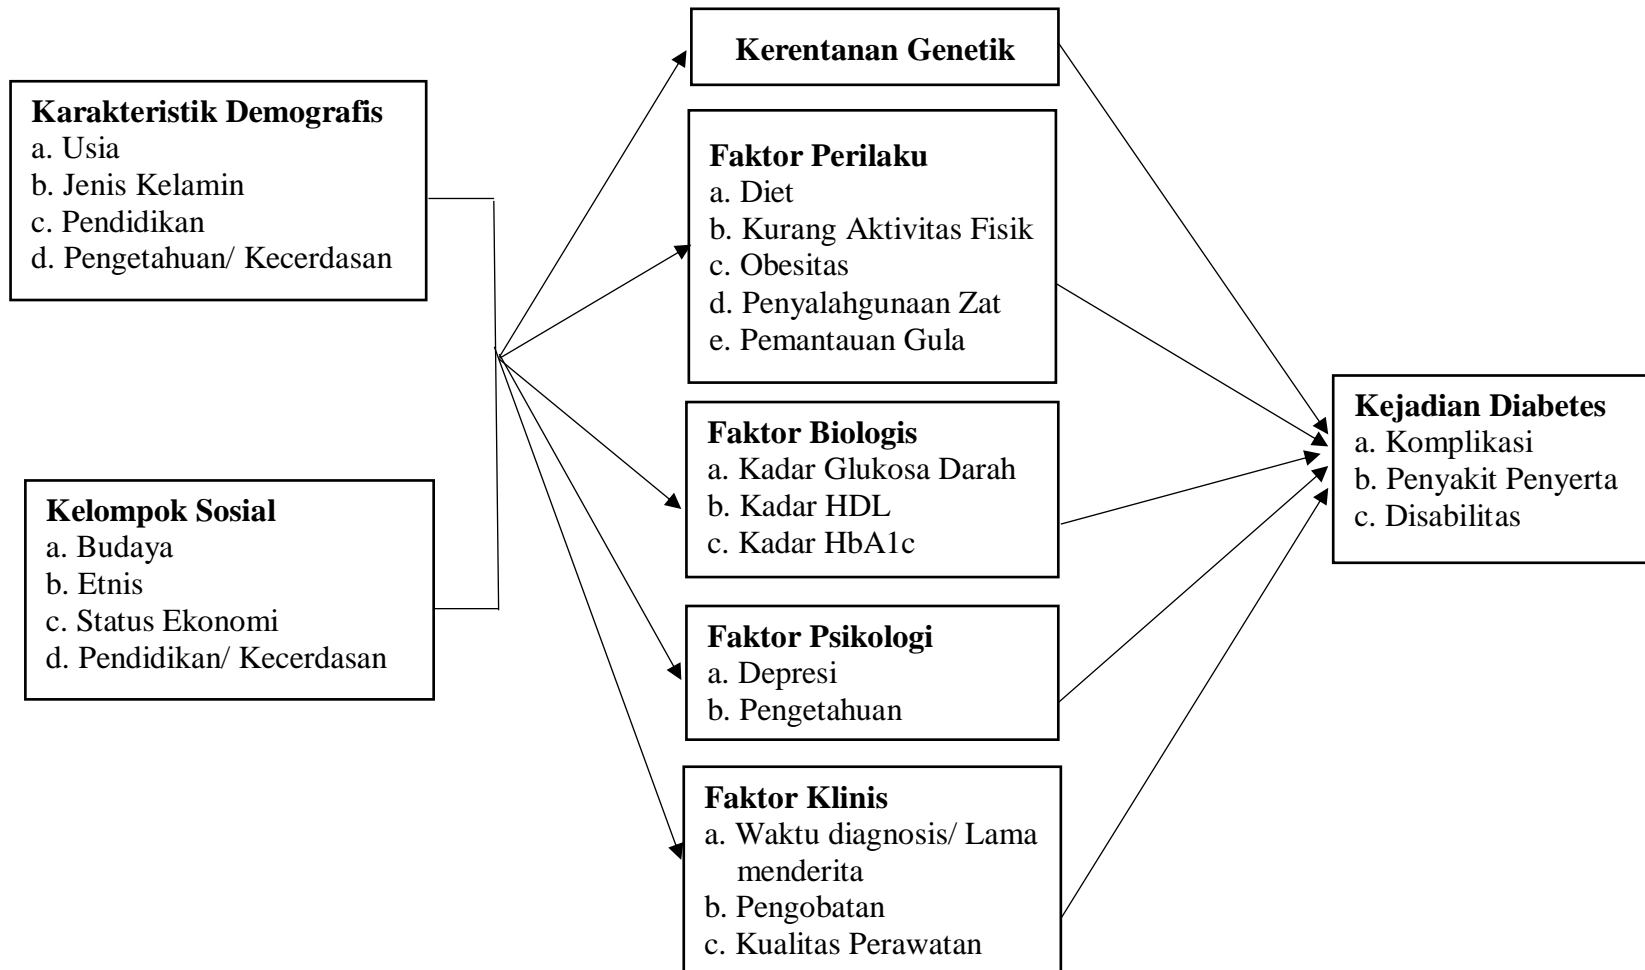 Karakteristik Demografis
a. Usia
b. Jenis Kelamin
c. Pendidikan
d. Pengetahuan/ Kecerdasan
Kelompok Sosial
a. Budaya
b. Etnis
c. Status Ekonomi
d. Pendidikan/ Kecerdasan
Kerentanan Genetik
Faktor Perilaku
a. Diet
b. Kurang Aktivitas Fisik
c. Obesitas
d. Penyalahgunaan Zat
e. Pemantauan Gula
Faktor Biologis
a. Kadar Glukosa Darah
b. Kadar HDL
c. Kadar HbA1c
Faktor Psikologi
a. Depresi
b. Pengetahuan
Faktor Klinis
a. Waktu diagnosis/ Lama
menderita
b. Pengobatan
c. Kualitas Perawatan
Kejadian Diabetes
a. Komplikasi
b. Penyakit Penyerta
c. Disabilitas